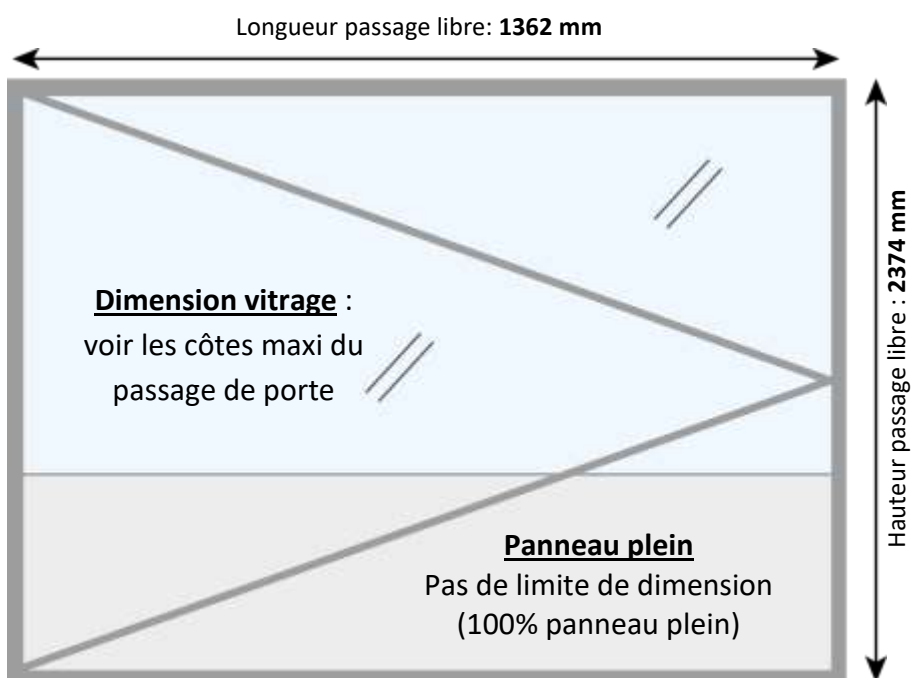 Longueur passage libre: 1362 mm
Dimension vitrage :
voir les côtes maxi du
passage de porte
Hauteur passage libre : 2374 mm
Panneau plein
Pas de limite de dimension
(100% panneau plein)